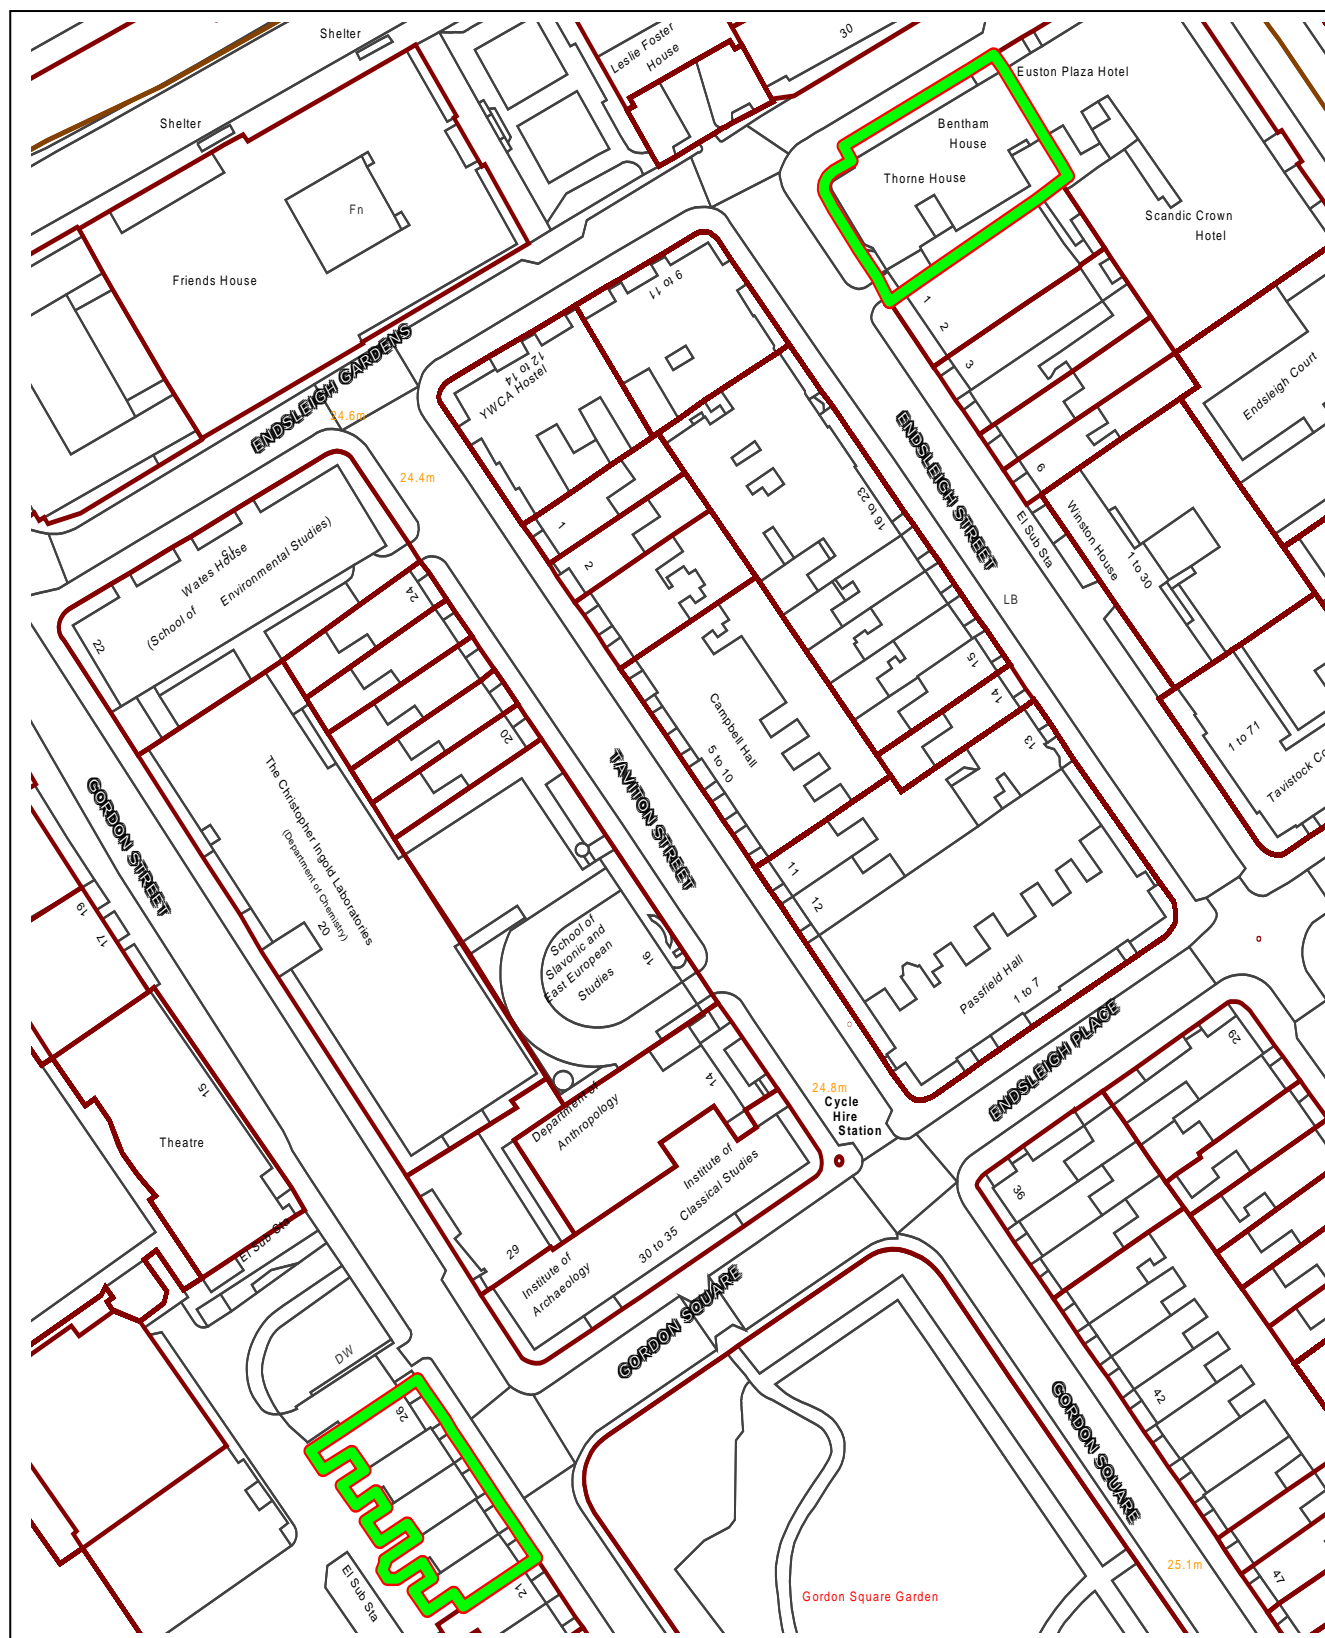 Shelter
Leslie Foster
House
30
Euston Plaza Hotel
Shelter
Bentham
House
Thorne House
Fn
Scandic Crown
Hotel
Friends House
9 to 11
1
2
3
ENDSLEIGH GARDENS
12 to 14
YWCA Hostel
Endsleigh Court
24.6m
24.4m
ENDSLEIGH STREET
6
16 to 23
El Sub Sta
Winston House
1 to 30
1
2
Wates House
(School of
Environmental Studies)
22
24
LB
15
14
13
Campbell Hall
5 to 10
20
1 to 71
Tavistock Co
The Christopher Ingold Laboratories
(Department of Chemistry)
20
GORDON STREET
TAVITON STREET
19
17
11
12
School of
Slavonic and
East European
Studies
16
Passfield Hall
1 to 7
ENDSLEIGH PLACE
29
15
Theatre
14
Department of
Anthropology
24.8m
Cycle
Hire
Station
Institute of
Classical Studies
30 to 35
36
El Sub Sta
29
Institute of
Archaeology
GORDON SQUARE
DW
26
42
GORDON SQUARE
El Sub Sta
21
Gordon Square Garden
25.1m
47